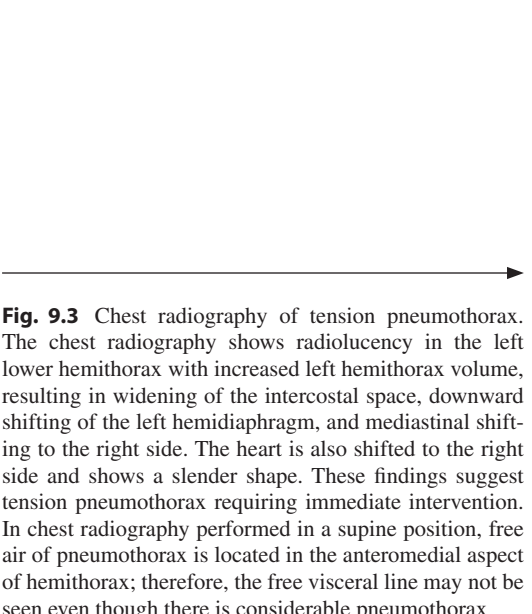 Fig. 9.3 Chest radiography of tension pneumothorax.
The chest radiography shows radiolucency in the left
lower hemithorax with increased left hemithorax volume,
resulting in widening of the intercostal space, downward
shifting of the left hemidiaphragm, and mediastinal shift-
ing to the right side. The heart is also shifted to the right
side and shows a slender shape. These findings suggest
tension pneumothorax requiring immediate intervention.
In chest radiography performed in a supine position, free
air of pneumothorax is located in the anteromedial aspect
of hemithorax; therefore, the free visceral line may not be
seen even though there is considerable pneumothorax